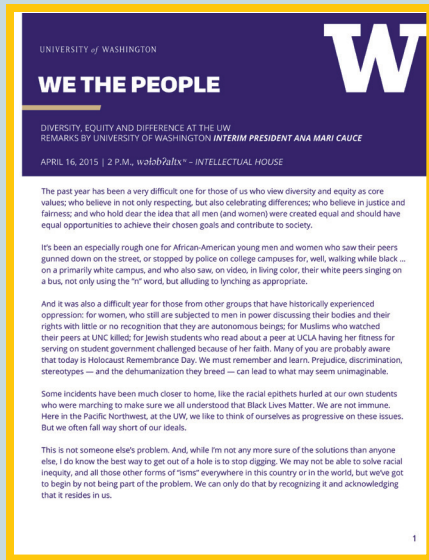 W
UNIVERSITY of WASHINGTON
WE THE PEOPLE
DIVERSITY, EQUITY AND DIFFERENCE AT THE UW
REMARKS BY UNIVERSITY OF WASHINGTON INTERIM PRESIDENT ANA MARI CAUCE
APRIL 16, 2015 | 2 P.M., wəɬəbʔaltxʷ – INTELLECTUAL HOUSE
The past year has been a very difficult one for those of us who view diversity and equity as core
values; who believe in not only respecting, but also celebrating differences; who believe in justice and
fairness; and who hold dear the idea that all men (and women) were created equal and should have
equal opportunities to achieve their chosen goals and contribute to society.
It's been an especially rough one for African-American young men and women who saw their peers
gunned down on the street, or stopped by police on college campuses for, well, walking while black ...
on a primarily white campus, and who also saw, on video, in living color, their white peers singing on
a bus, not only using the "n" word, but alluding to lynching as appropriate.
And it was also a difficult year for those from other groups that have historically experienced
oppression: for women, who still are subjected to men in power discussing their bodies and their
rights with little or no recognition that they are autonomous beings; for Muslims who watched
their peers at UNC killed; for Jewish students who read about a peer at UCLA having her fitness for
serving on student government challenged because of her faith. Many of you are probably aware
that today is Holocaust Remembrance Day. We must remember and learn. Prejudice, discrimination,
stereotypes — and the dehumanization they breed — can lead to what may seem unimaginable.
Some incidents have been much closer to home, like the racial epithets hurled at our own students
who were marching to make sure we all understood that Black Lives Matter. We are not immune.
Here in the Pacific Northwest, at the UW, we like to think of ourselves as progressive on these issues.
But we often fall way short of our ideals.
This is not someone else's problem. And, while I'm not any more sure of the solutions than anyone
else, I do know the best way to get out of a hole is to stop digging. We may not be able to solve racial
inequity, and all those other forms of "isms" everywhere in this country or in the world, but we've got
to begin by not being part of the problem. We can only do that by recognizing it and acknowledging
that it resides in us.
1